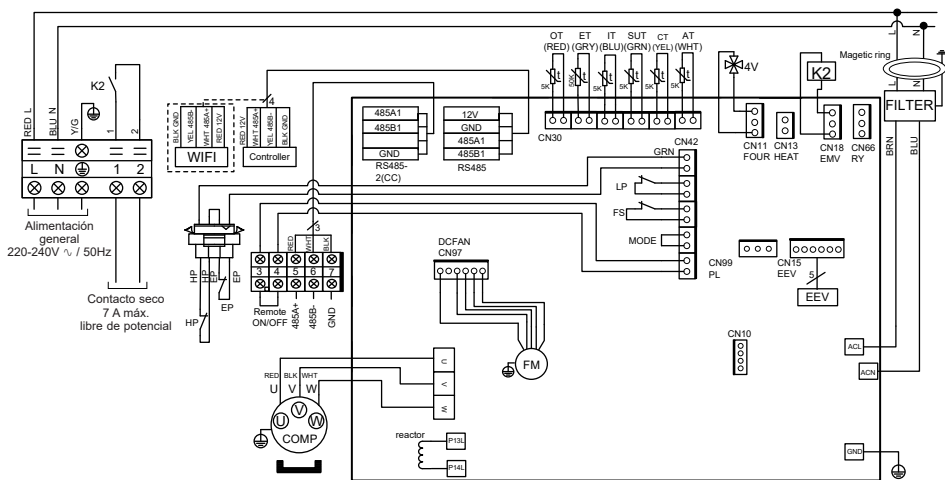 OT ET IT SUT CT AT
(RED) (GRY) (BLU) (GRN) (YEL) (WHT)
5K 50K 5K 5K 5K 5K
CN30
4V
K2
L N
Magetic ring
L N
FILTER
BRN
BLU
K2
RED L
BLU N
Y/G
1
2
L N 1 2
Alimentación
general
220-240V ∿ / 50Hz
Contacto seco
7 A máx.
libre de potencial
BLK GND
YEL 485B-
WHT 485A+
RED 12V
WIFI
4
RED 12V
WHT 485A+
YEL 485B-
BLK GND
Controller
485A1
485B1
GND
RS485-
2(CC)
12V
GND
485A1
485B1
RS485
CN11
FOUR
CN13
HEAT
CN18
EMV
CN66
RY
CN42
GRN
LP
FS
MODE
HP
HP
EP
EP
HP
EP
3
RED
WHT
BLK
3 4 5 6 7
Remote
ON/OFF
485A+
485B-
GND
DCFAN
CN97
FM
CN99
PL
CN15
EEV
5
EEV
CN10
ACL
ACN
GND
RED BLK WHT
U V W
U V W
COMP
U
V
W
reactor
P13L
P14L